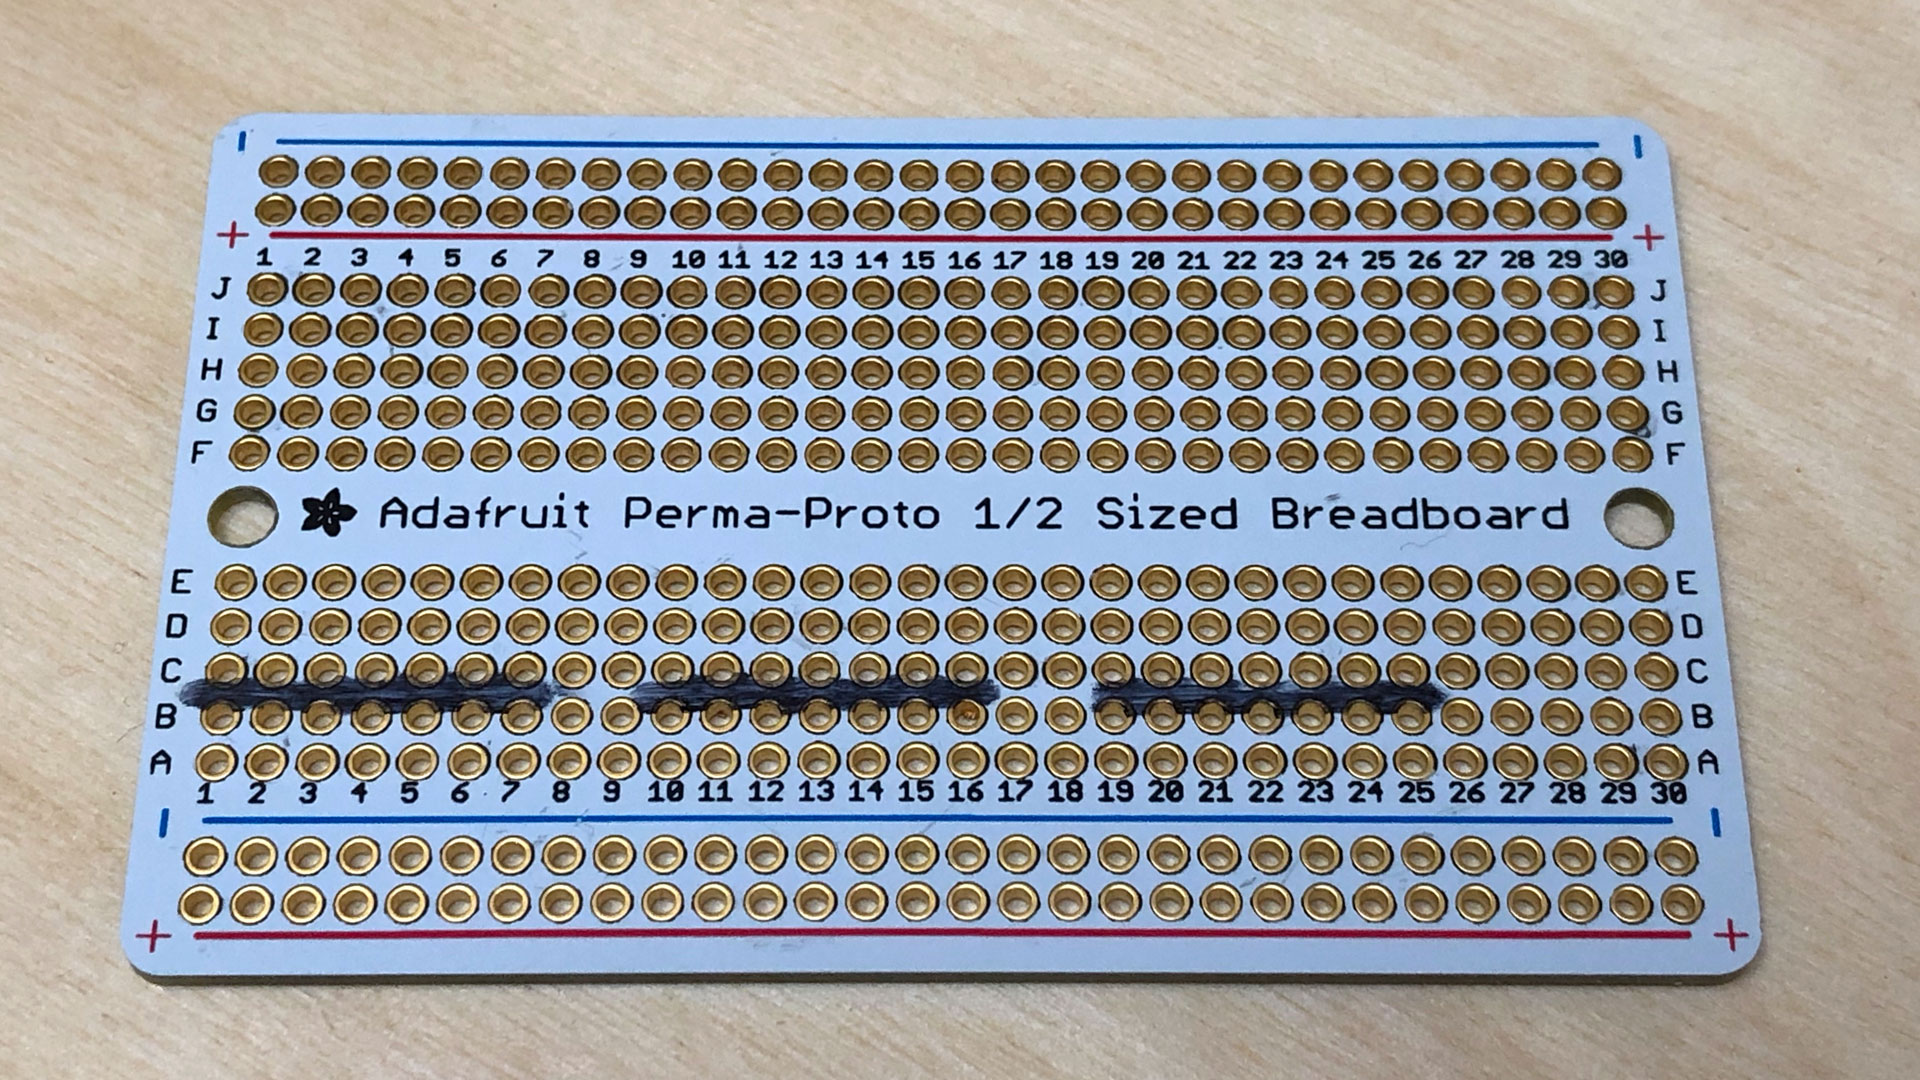 - -
+ +
1 2 3 4 5 6 7 8 9 10 11 12 13 14 15 16 17 18 19 20 21 22 23 24 25 26 27 28 29 30
J J
I I
H H
G G
F F
Adafruit Perma-Proto 1/2 Sized Breadboard
E E
D D
C C
B B
A A
1 2 3 4 5 6 7 8 9 10 11 12 13 14 15 16 17 18 19 20 21 22 23 24 25 26 27 28 29 30
- -
+ +